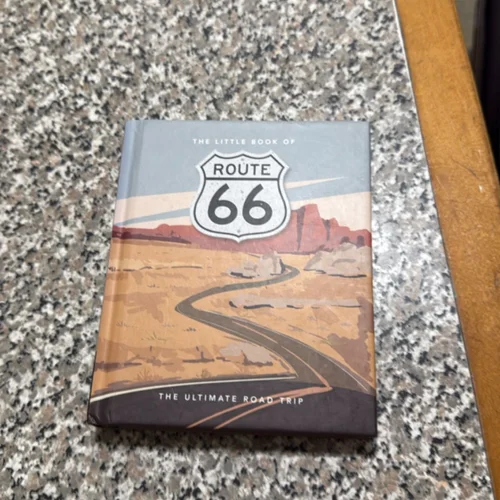 THE LITTLE BOOK OF
ROUTE
66
THE ULTIMATE ROAD TRIP